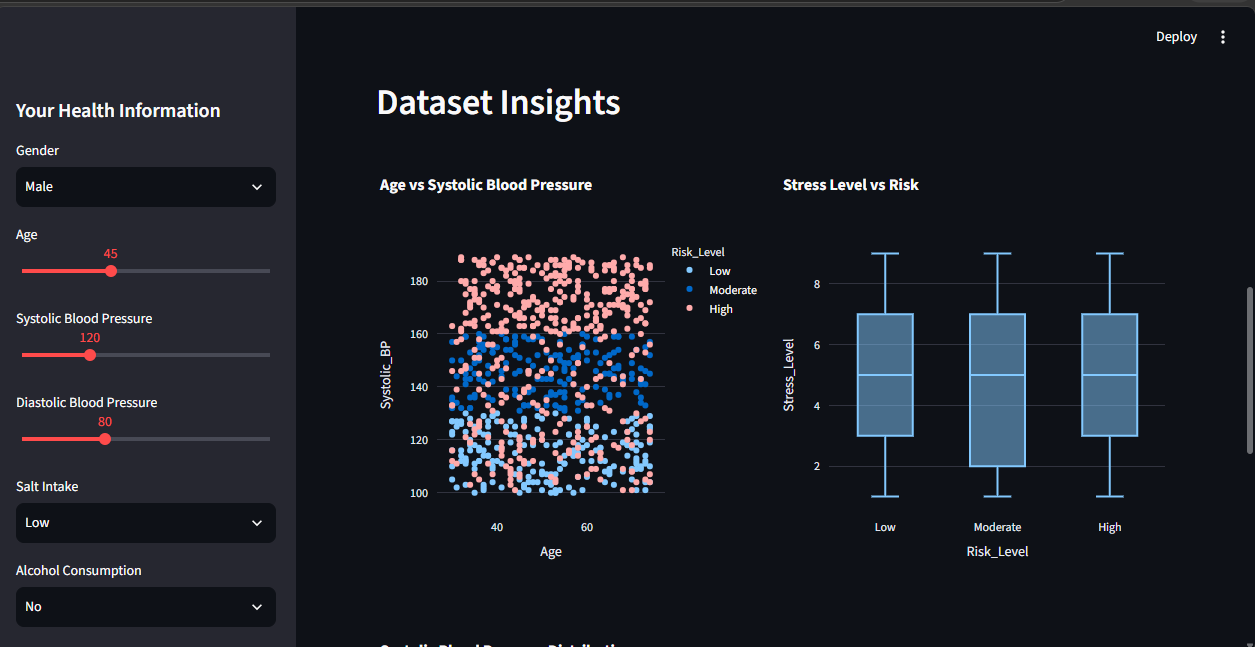 Deploy
Your Health Information
Gender
Male
Age
45
Systolic Blood Pressure
120
Diastolic Blood Pressure
80
Salt Intake
Low
Alcohol Consumption
No
Dataset Insights
Age vs Systolic Blood Pressure
Systolic_BP
180
160
140
120
100
40 60
Age
Risk_Level
Low
Moderate
High
Stress Level vs Risk
Stress_Level
8
6
4
2
Low Moderate High
Risk_Level